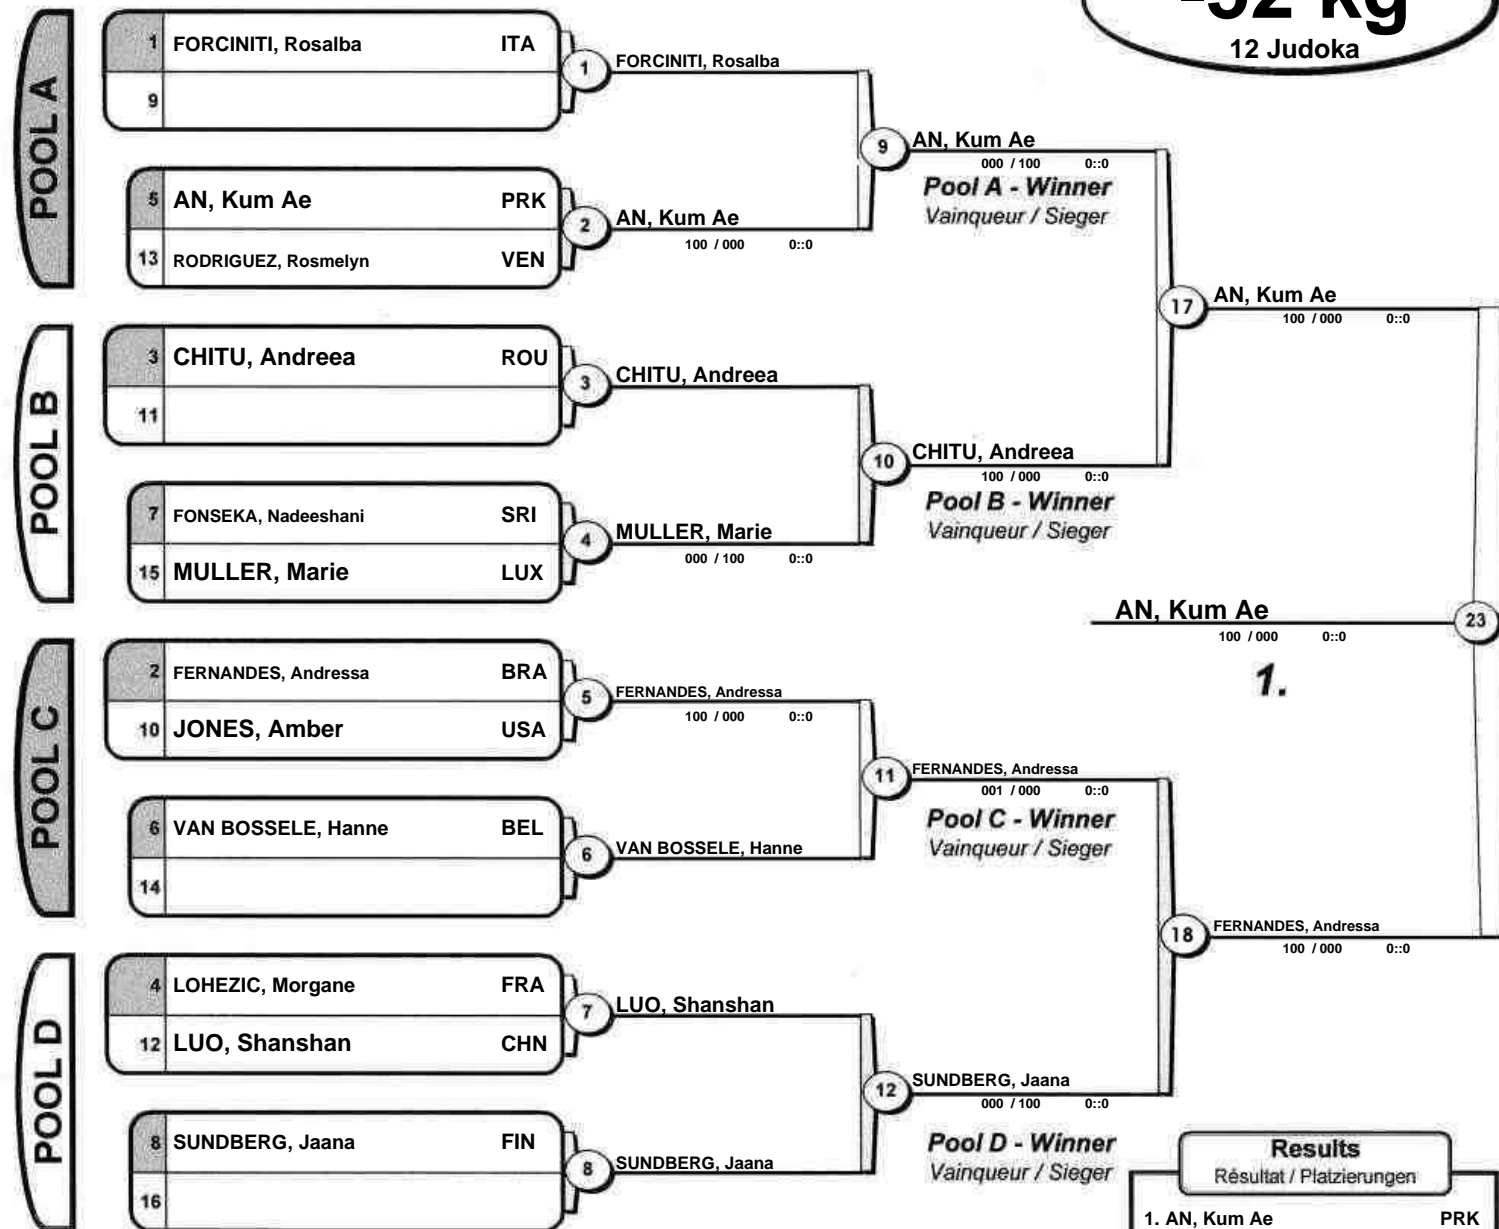 -52 kg
12 Judoka
POOL A
1 FORCINITI, Rosalba ITA
9
1
FORCINITI, Rosalba
5 AN, Kum Ae PRK
13 RODRIGUEZ, Rosmelyn VEN
2
AN, Kum Ae
100 / 000 0::0
9
AN, Kum Ae
000 / 100 0::0
Pool A - Winner
Vainqueur / Sieger
POOL B
3 CHITU, Andreea ROU
11
3
CHITU, Andreea
7 FONSEKA, Nadeeshani SRI
15 MULLER, Marie LUX
4
MULLER, Marie
000 / 100 0::0
10
CHITU, Andreea
100 / 000 0::0
Pool B - Winner
Vainqueur / Sieger
17
AN, Kum Ae
100 / 000 0::0
POOL C
2 FERNANDES, Andressa BRA
10 JONES, Amber USA
5
FERNANDES, Andressa
100 / 000 0::0
6 VAN BOSSELE, Hanne BEL
14
6
VAN BOSSELE, Hanne
11
FERNANDES, Andressa
001 / 000 0::0
Pool C - Winner
Vainqueur / Sieger
POOL D
4 LOHEZIC, Morgane FRA
12 LUO, Shanshan CHN
7
LUO, Shanshan
8 SUNDBERG, Jaana FIN
16
8
SUNDBERG, Jaana
12
SUNDBERG, Jaana
000 / 100 0::0
Pool D - Winner
Vainqueur / Sieger
18
FERNANDES, Andressa
100 / 000 0::0
23
AN, Kum Ae
100 / 000 0::0
1.
Results
Résultat / Platzierungen
1. AN, Kum Ae PRK